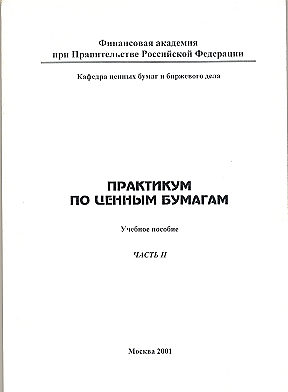 Финансовая академия
при Правительстве Российской Федерации
Кафедра ценных бумаг и биржевого дела
ПРАКТИКУМ
ПО ЦЕННЫМ БУМАГАМ
Учебное пособие
ЧАСТЬ II
Москва 2001